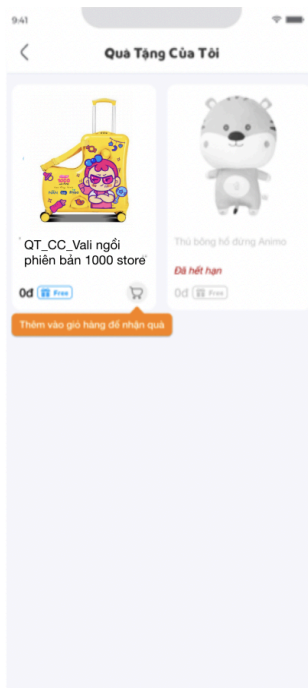 9:41
Quà Tặng Của Tôi
QT_CC_Vali ngồi
phiên bản 1000 store
0đ Free
Thêm vào giỏ hàng để nhận quà
Thú bông hổ đứng Animo
Đã hết hạn
0đ Free